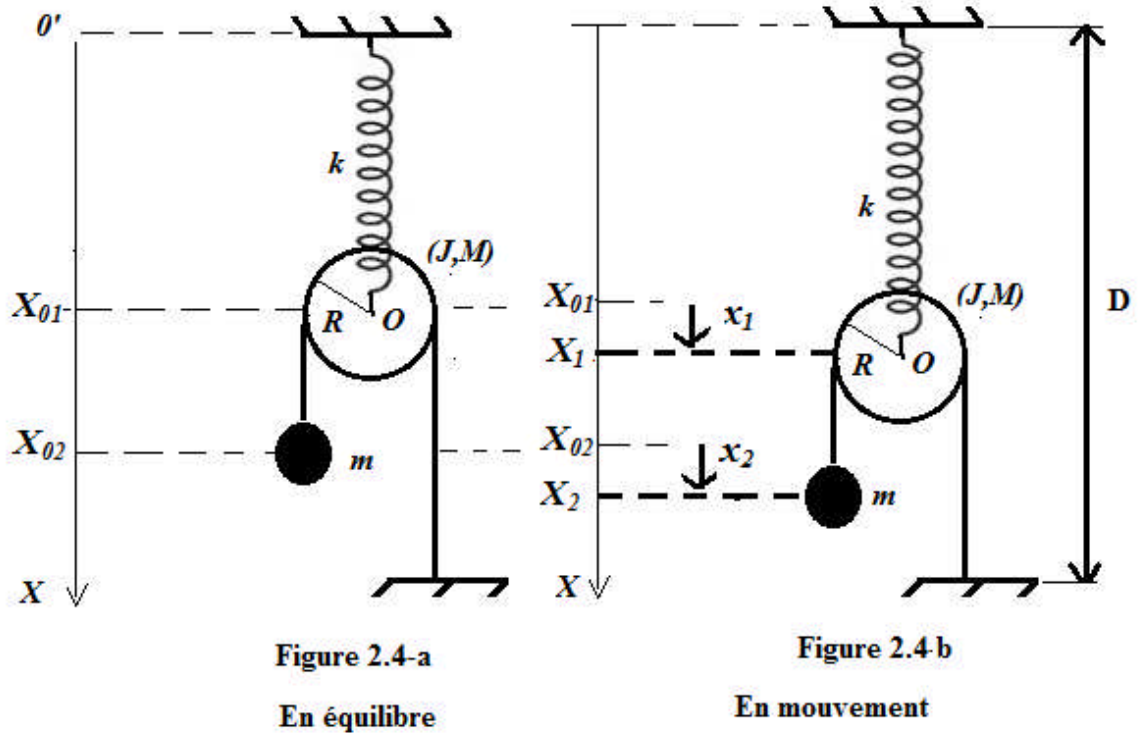 0'
k
(J,M)
X01
R
O
X02
m
X
Figure 2.4-a
En équilibre
k
(J,M)
X01
x1
X1
R
O
X02
x2
X2
m
X
D
Figure 2.4-b
En mouvement